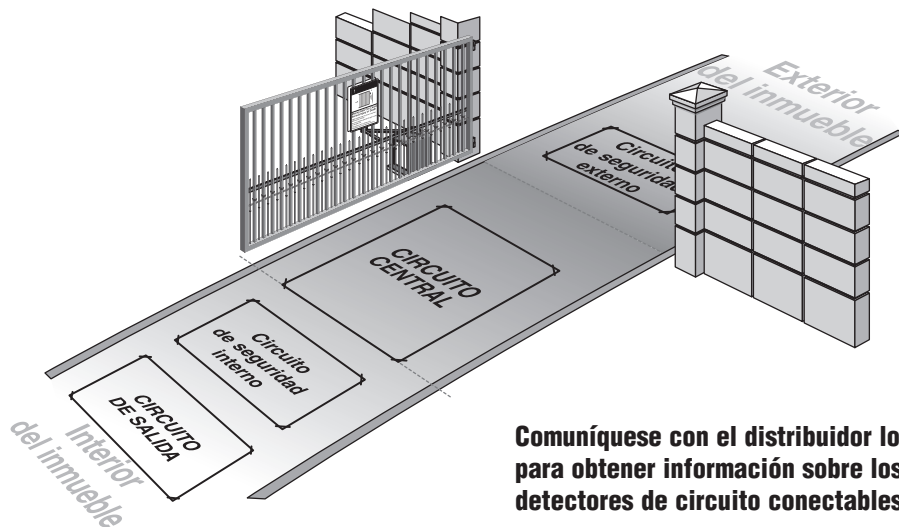 Exterior
del inmueble
Circuito
de seguridad
externo
CIRCUITO
CENTRAL
Circuito
de seguridad
interno
CIRCUITO
DE SALIDA
Interior
del inmueble
Comuníquese con el distribuidor lo
para obtener información sobre los
detectores de circuito conectables